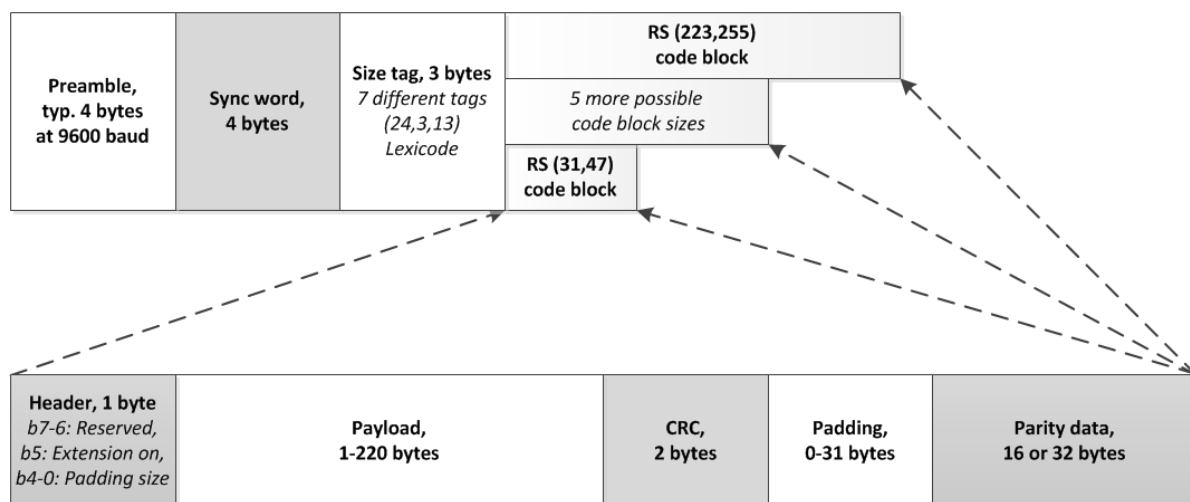 Preamble,
typ. 4 bytes
at 9600 baud
Sync word,
4 bytes
Size tag, 3 bytes
7 different tags
(24,3,13)
Lexicode
RS (223,255)
code block
5 more possible
code block sizes
RS (31,47)
code block
Header, 1 byte
b7-6: Reserved,
b5: Extension on,
b4-0: Padding size
Payload,
1-220 bytes
CRC,
2 bytes
Padding,
0-31 bytes
Parity data,
16 or 32 bytes